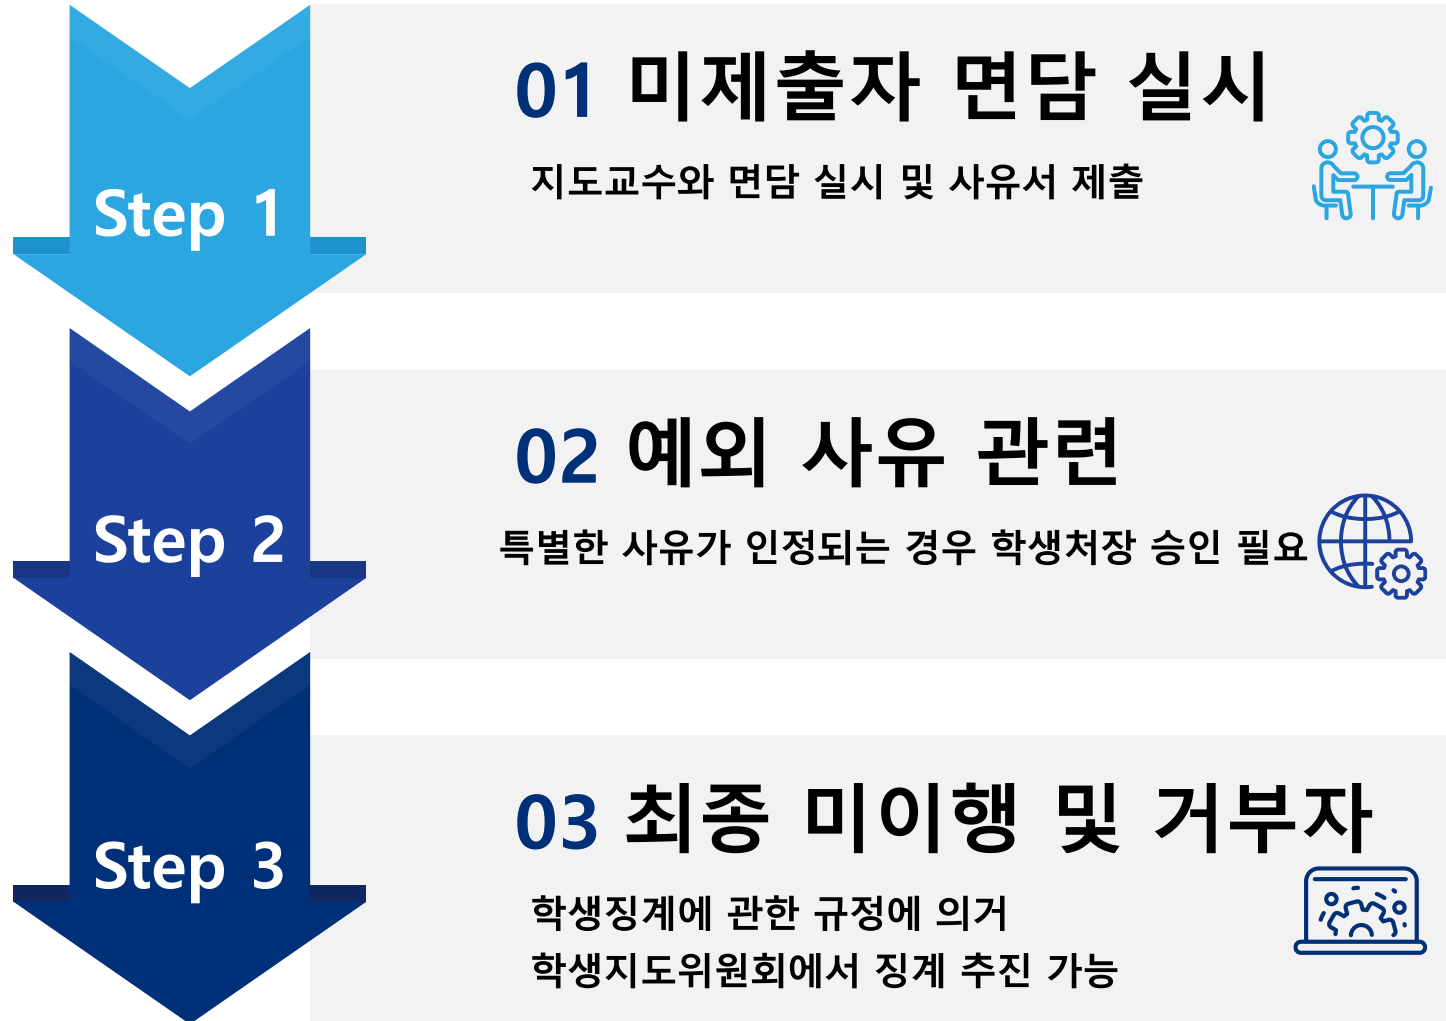 Step 1
01 미제출자 면담 실시
지도교수와 면담 실시 및 사유서 제출
Step 2
02 예외 사유 관련
특별한 사유가 인정되는 경우 학생처장 승인 필요
Step 3
03 최종 미이행 및 거부자
학생징계에 관한 규정에 의거
학생지도위원회에서 징계 추진 가능